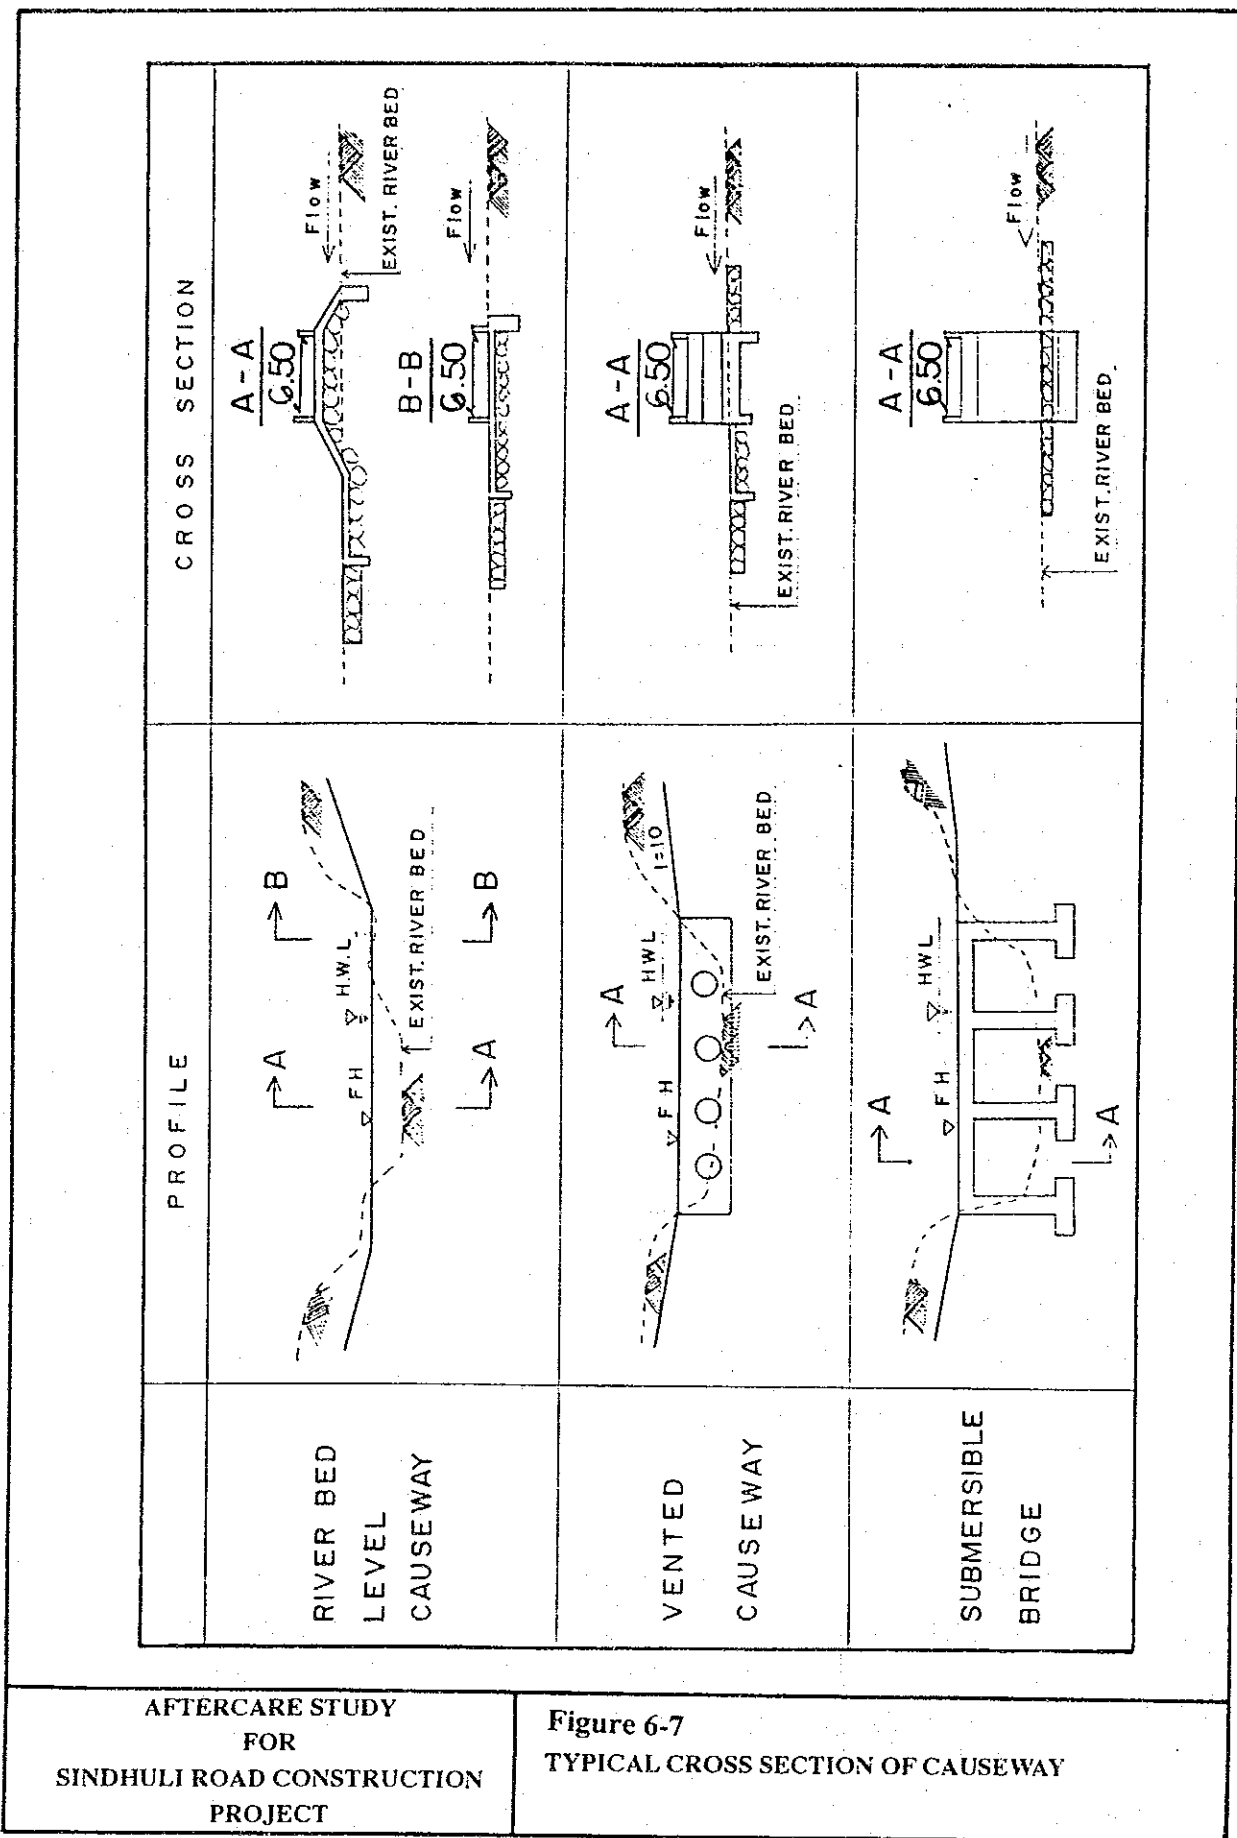 PROFILE
CROSS SECTION
RIVER BED
LEVEL
CAUSEWAY
A
A
B
B
FH
H.W.L
EXIST. RIVER BED
A-A
6.50
Flow
EXIST. RIVER BED
B-B
6.50
Flow
VENTED
CAUSEWAY
A
A
FH
HWL
1=10
EXIST. RIVER BED
A-A
6.50
Flow
EXIST. RIVER BED
SUBMERSIBLE
BRIDGE
A
A
FH
HWL
A-A
6.50
Flow
EXIST. RIVER BED.
AFTERCARE STUDY
FOR
SINDHULI ROAD CONSTRUCTION
PROJECT
Figure 6-7
TYPICAL CROSS SECTION OF CAUSEWAY